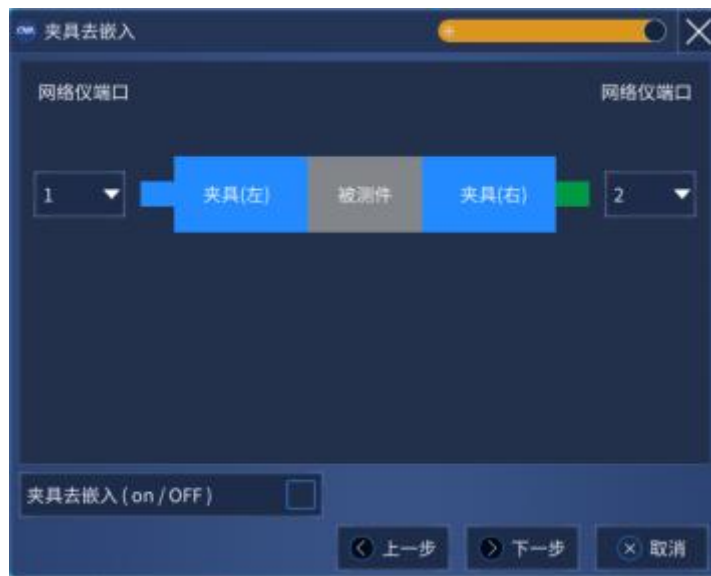 夹具去嵌入
网络仪端口 网络仪端口
1 夹具(左) 被测件 夹具(右) 2
夹具去嵌入 ( on / OFF )
上一步 下一步 取消